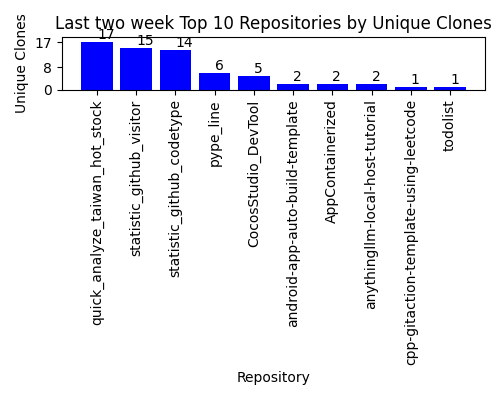 Last two week Top 10 Repositories by Unique Clones
Unique Clones
17
8
0
17
15
14
6
5
2
2
2
1
1
quick_analyze_taiwan_hot_stock
statistic_github_visitor
statistic_github_codetype
pype_line
CocosStudio_DevTool
android-app-auto-build-template
AppContainerized
anythingllm-local-host-tutorial
cpp-gitaction-template-using-leetcode
todolist
Repository